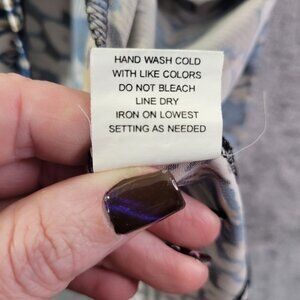 HAND WASH COLD
WITH LIKE COLORS
DO NOT BLEACH
LINE DRY
IRON ON LOWEST
SETTING AS NEEDED